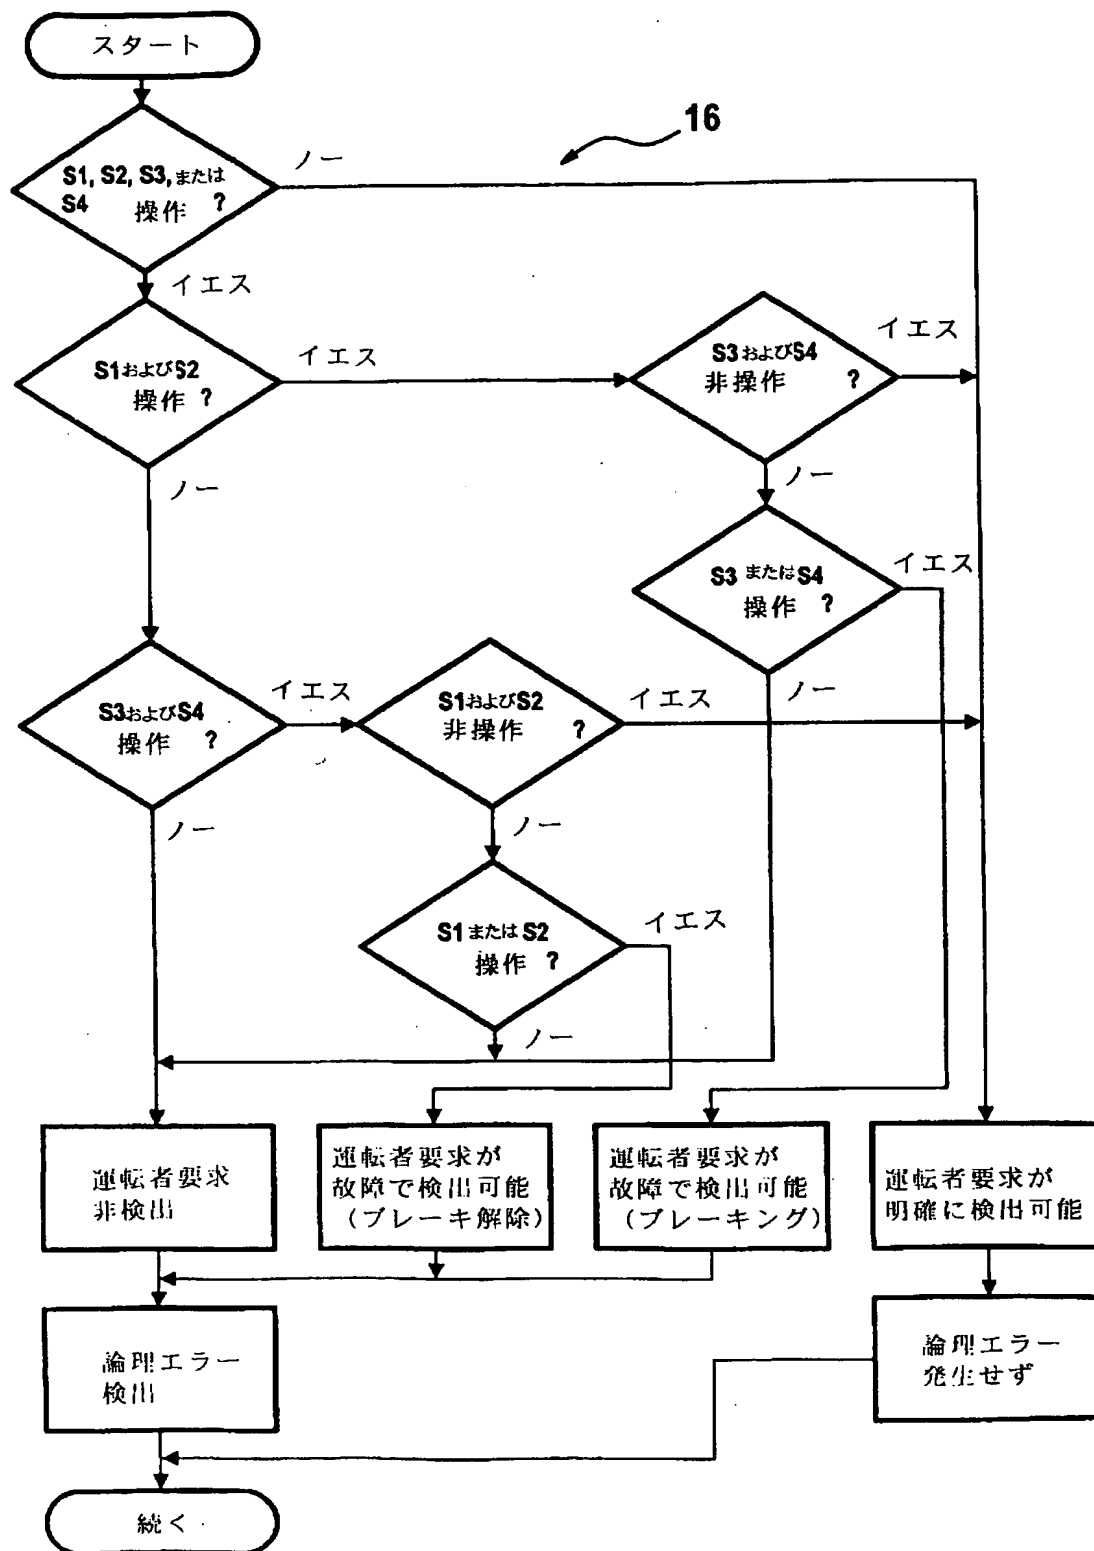 スタート
16
S1, S2, S3, または
S4 操作 ?
ノー
イエス
S1およびS2
操作 ?
イエス
S3およびS4
非操作 ?
イエス
ノー
ノー
S3 またはS4
操作 ?
イエス
ノー
S3およびS4
操作 ?
イエス
S1およびS2
非操作 ?
イエス
ノー
ノー
S1 または S2
操作 ?
イエス
ノー
運転者要求
非検出
運転者要求が
故障で検出可能
(ブレーキ解除)
運転者要求が
故障で検出可能
(ブレーキング)
運転者要求が
明確に検出可能
論理エラー
検出
論理エラー
発生せず
続く